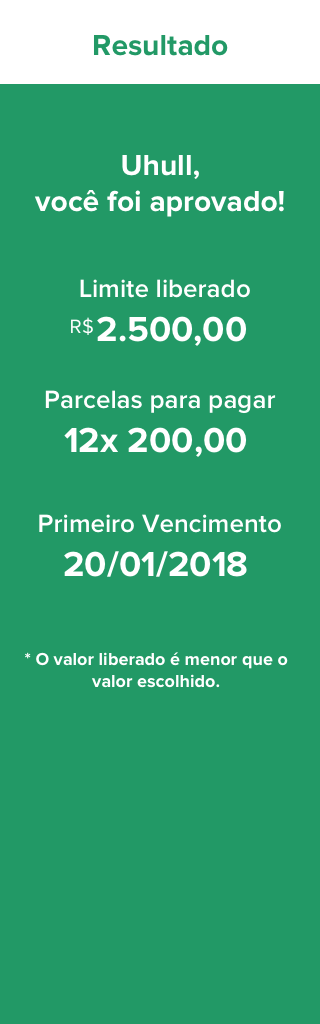 Resultado
Uhull,
você foi aprovado!
Limite liberado
R$ 2.500,00
Parcelas para pagar
12x 200,00
Primeiro Vencimento
20/01/2018
* O valor liberado é menor que o
valor escolhido.